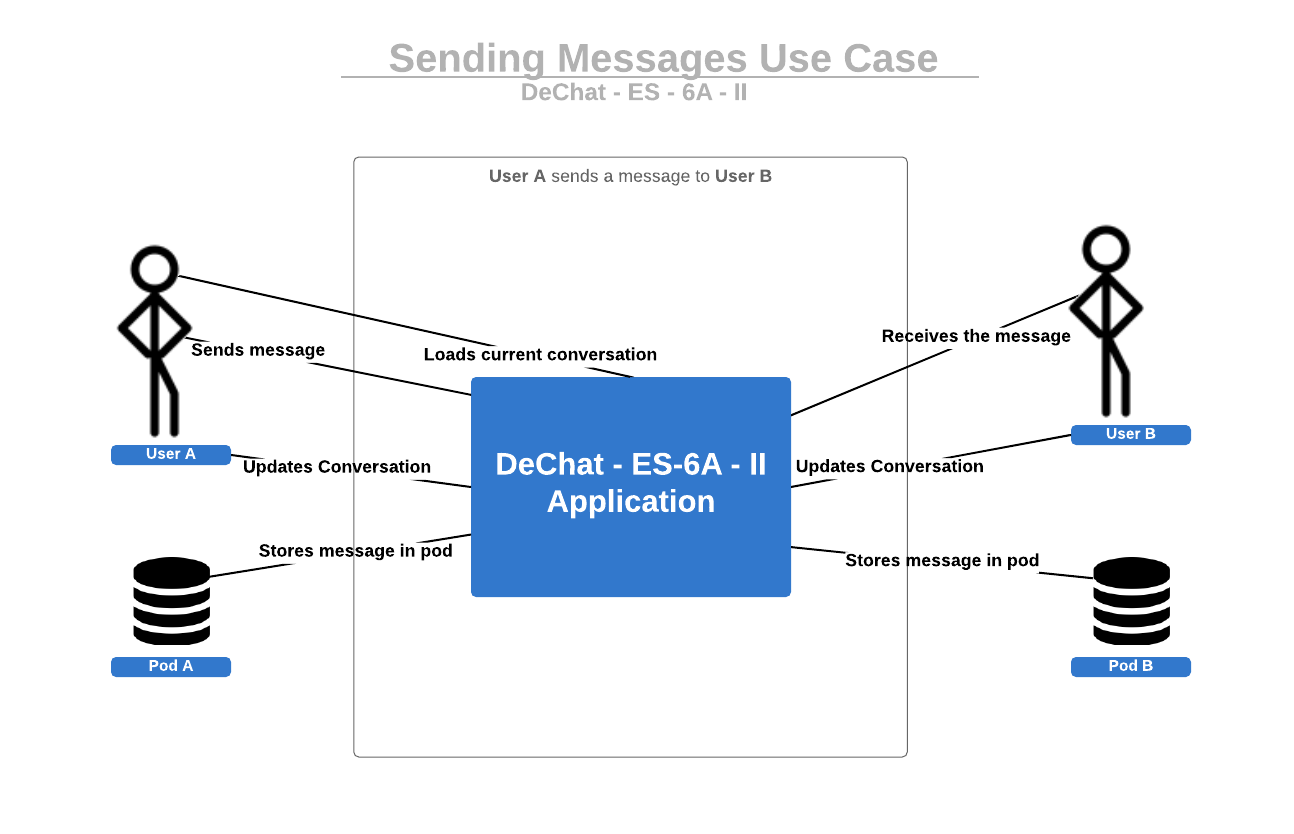 Sending Messages Use Case
DeChat - ES - 6A - II
User A sends a message to User B
Sends message
Loads current conversation
Receives the message
User A
User B
Updates Conversation
DeChat - ES-6A - II
Application
Updates Conversation
Stores message in pod
Stores message in pod
Pod A
Pod B